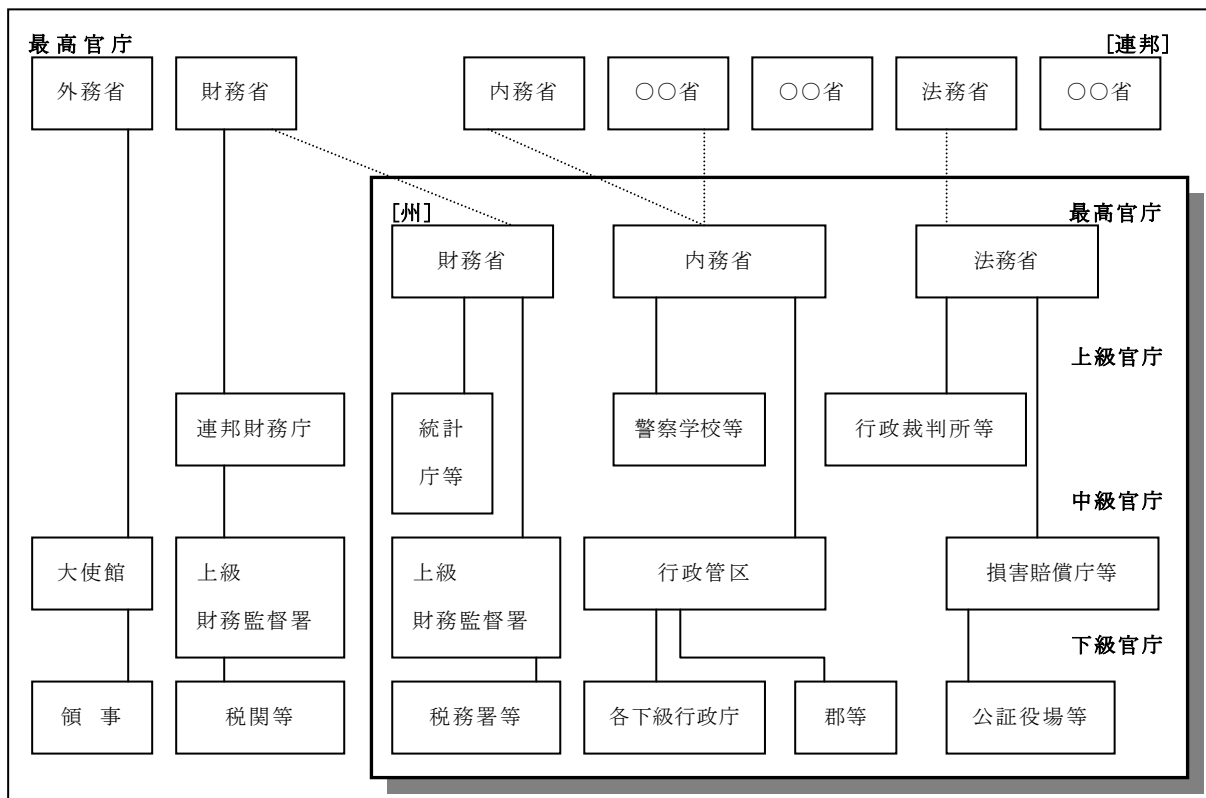 最高官庁
[連邦]
外務省
財務省
内務省
○○省
○○省
法務省
○○省
[州]
最高官庁
財務省
内務省
法務省
上級官庁
連邦財務庁
統計
庁等
警察学校等
行政裁判所等
中級官庁
大使館
上級
財務監督署
上級
財務監督署
行政管区
損害賠償庁等
下級官庁
領 事
税関等
税務署等
各下級行政庁
郡等
公証役場等